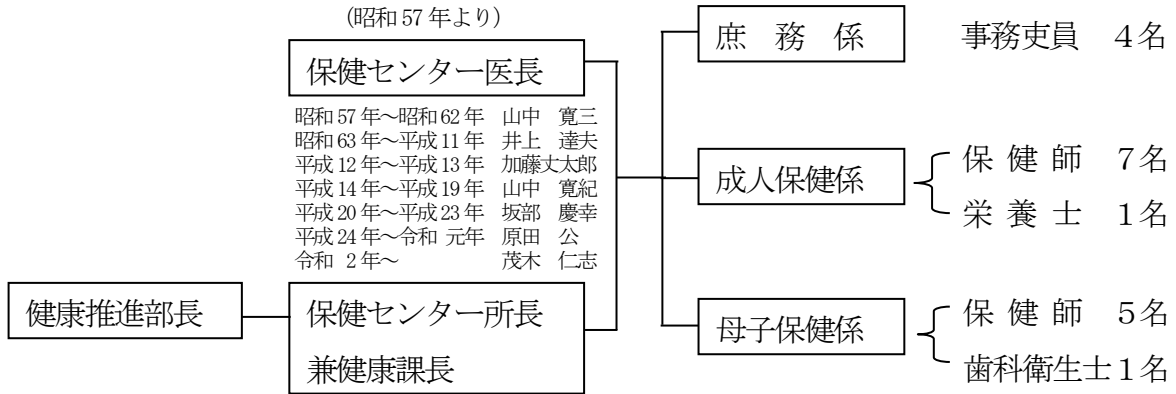 (昭和57年より)
保健センター医長
昭和57年～昭和62年 山中 寛三
昭和63年～平成11年 井上 達夫
平成12年～平成13年 加藤丈太郎
平成14年～平成19年 山中 寛紀
平成20年～平成23年 坂部 慶幸
平成24年～令和 元年 原田 公
令和 2年～ 茂木 仁志
健康推進部長
保健センター所長
兼健康課長
庶 務 係 事務吏員 4名
成人保健係
保 健 師 7名
栄 養 士 1名
母子保健係
保 健 師 5名
歯科衛生士1名